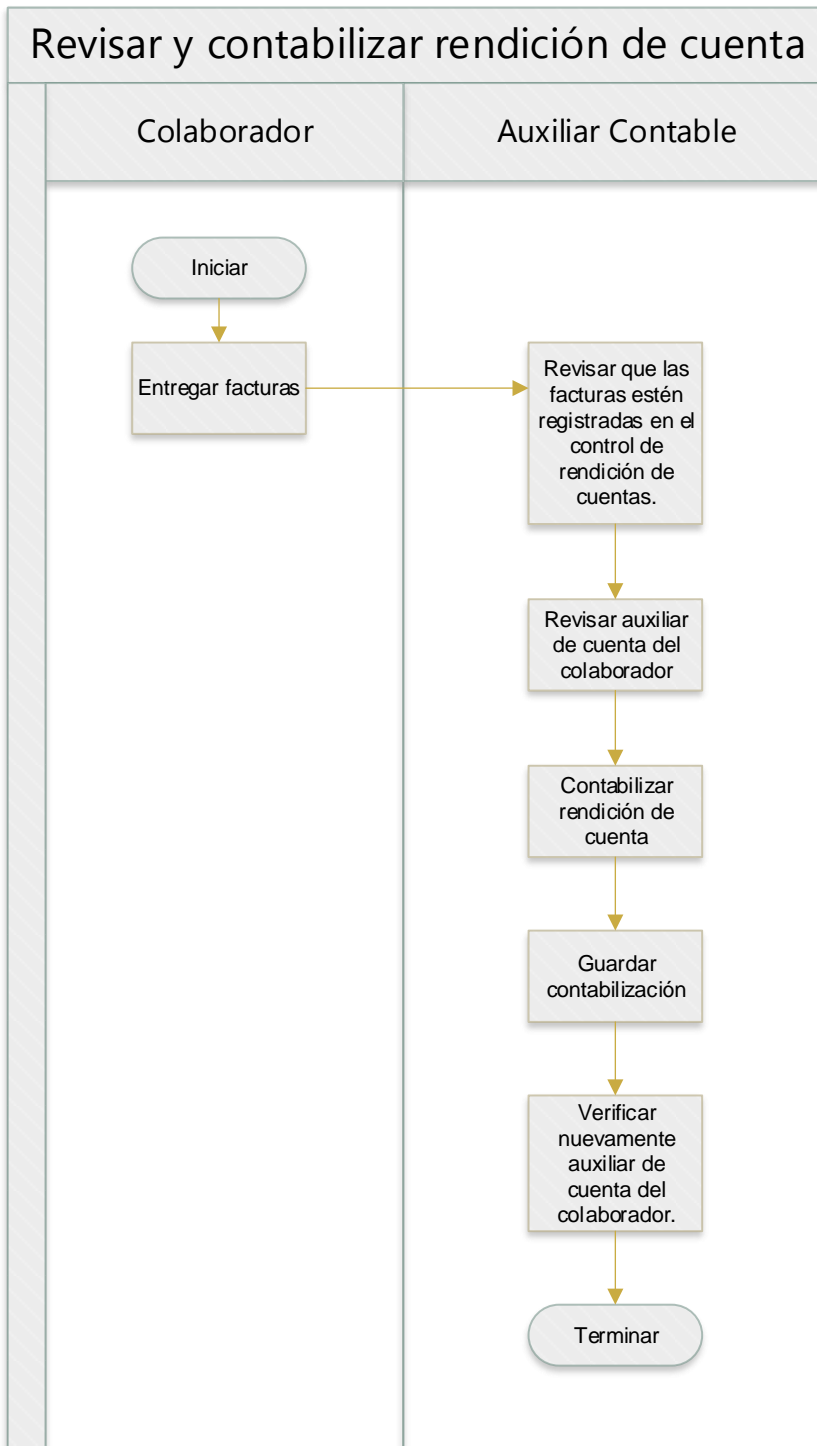 Revisar y contabilizar rendición de cuenta
Colaborador
Auxiliar Contable
Iniciar
Entregar facturas
Revisar que las
facturas estén
registradas en el
control de
rendición de
cuentas.
Revisar auxiliar
de cuenta del
colaborador
Contabilizar
rendición de
cuenta
Guardar
contabilización
Verificar
nuevamente
auxiliar de
cuenta del
colaborador.
Terminar